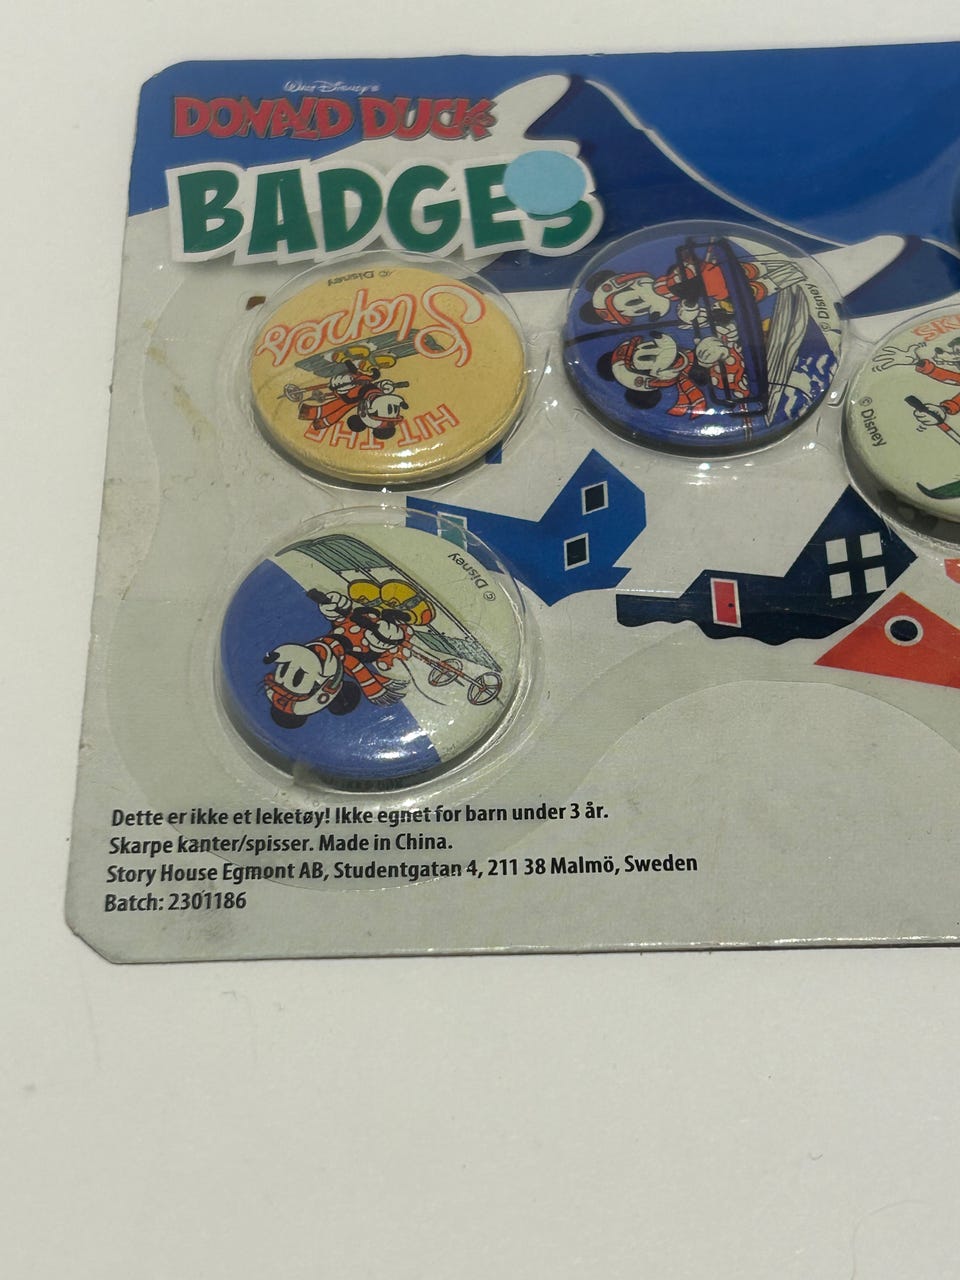 Walt Disney's
DONALD DUCK
BADGES
© Disney
HIT THE
Slopes
© Disney
SK
© Disney
© Disney
Dette er ikke et leketøy! Ikke egnet for barn under 3 år.
Skarpe kanter/spisser. Made in China.
Story House Egmont AB, Studentgatan 4, 211 38 Malmö, Sweden
Batch: 2301186